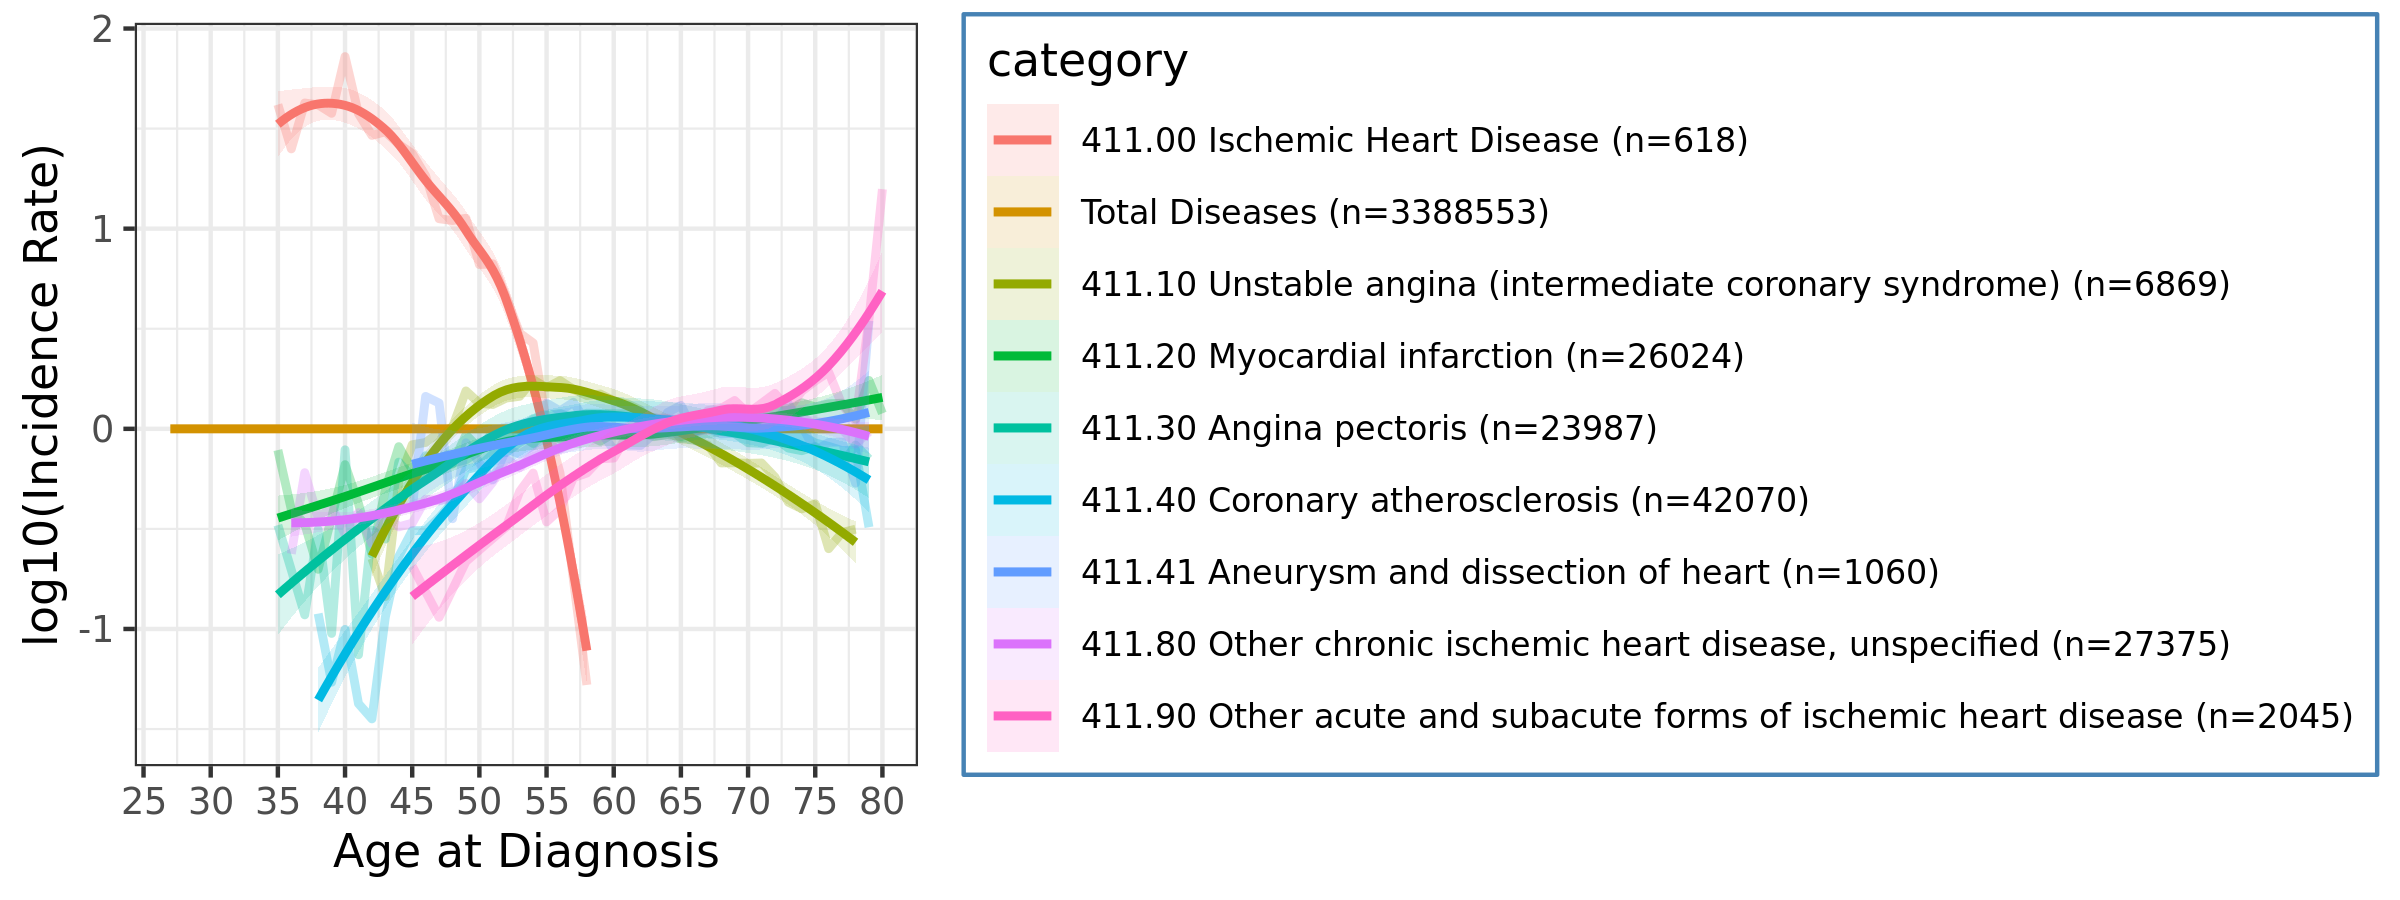 2
1
0
-1
log10(Incidence Rate)
25 30 35 40 45 50 55 60 65 70 75 80
Age at Diagnosis
category
411.00 Ischemic Heart Disease (n=618)
Total Diseases (n=3388553)
411.10 Unstable angina (intermediate coronary syndrome) (n=6869)
411.20 Myocardial infarction (n=26024)
411.30 Angina pectoris (n=23987)
411.40 Coronary atherosclerosis (n=42070)
411.41 Aneurysm and dissection of heart (n=1060)
411.80 Other chronic ischemic heart disease, unspecified (n=27375)
411.90 Other acute and subacute forms of ischemic heart disease (n=2045)